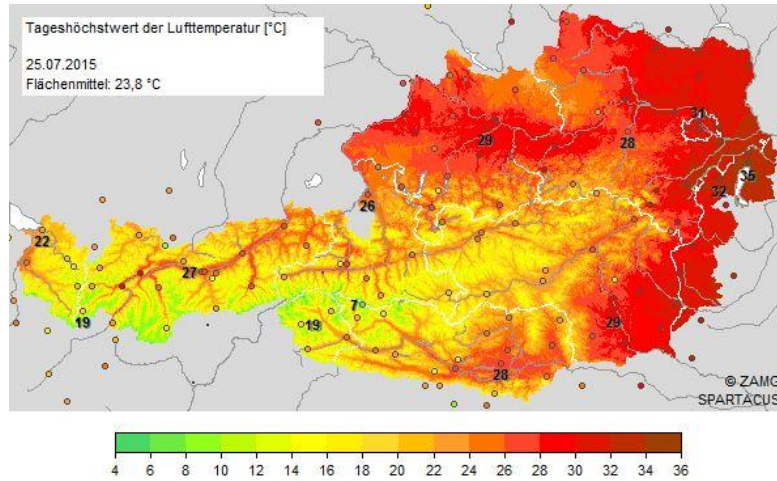 Tageshöchstwert der Lufttemperatur [°C]
25.07.2015
Flächenmittel: 23,8 °C
31
29
28
35
32
26
22
27
19
7
19
29
28
© ZAMG
SPARTACUS
4 6 8 10 12 14 16 18 20 22 24 26 28 30 32 34 36